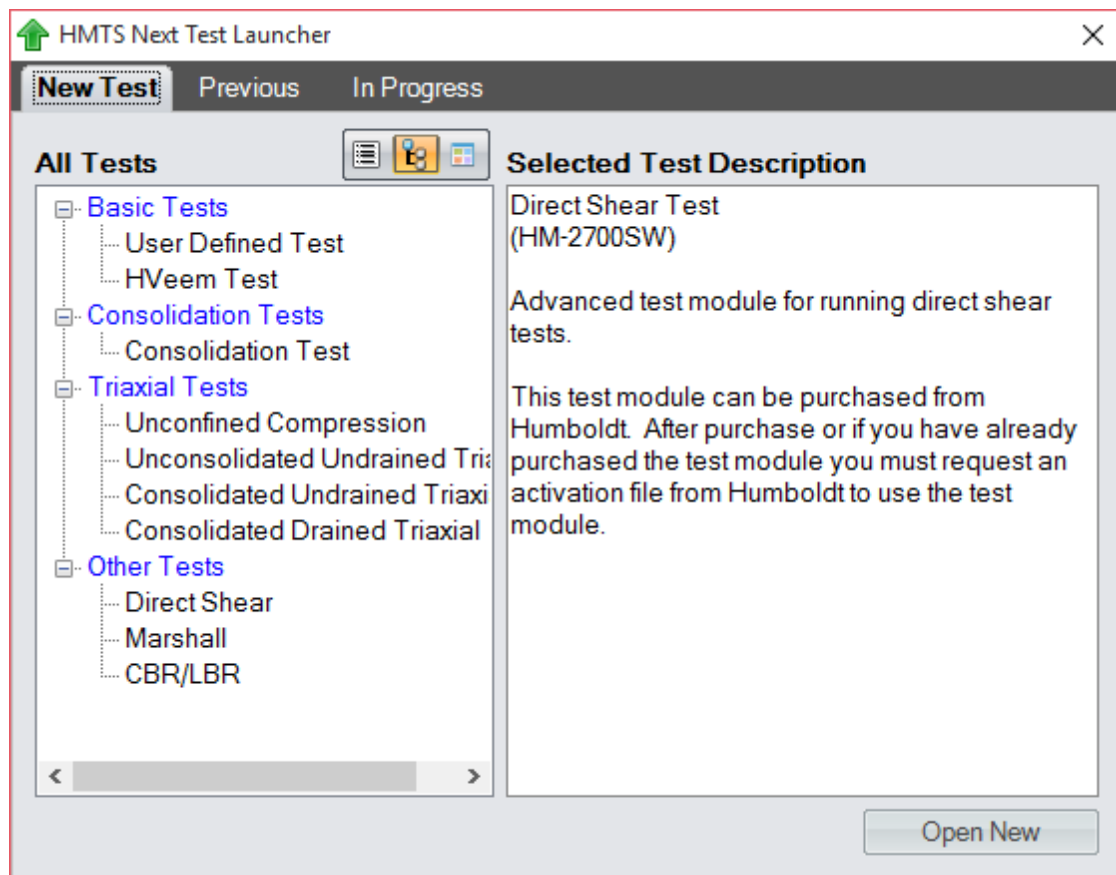 HMTS Next Test Launcher
New Test Previous In Progress
All Tests
Basic Tests
User Defined Test
HVeem Test
Consolidation Tests
Consolidation Test
Triaxial Tests
Unconfined Compression
Unconsolidated Undrained Tria
Consolidated Undrained Triaxi
Consolidated Drained Triaxial
Other Tests
Direct Shear
Marshall
CBR/LBR
Selected Test Description
Direct Shear Test
(HM-2700SW)
Advanced test module for running direct shear
tests.
This test module can be purchased from
Humboldt.  After purchase or if you have already
purchased the test module you must request an
activation file from Humboldt to use the test
module.
Open New